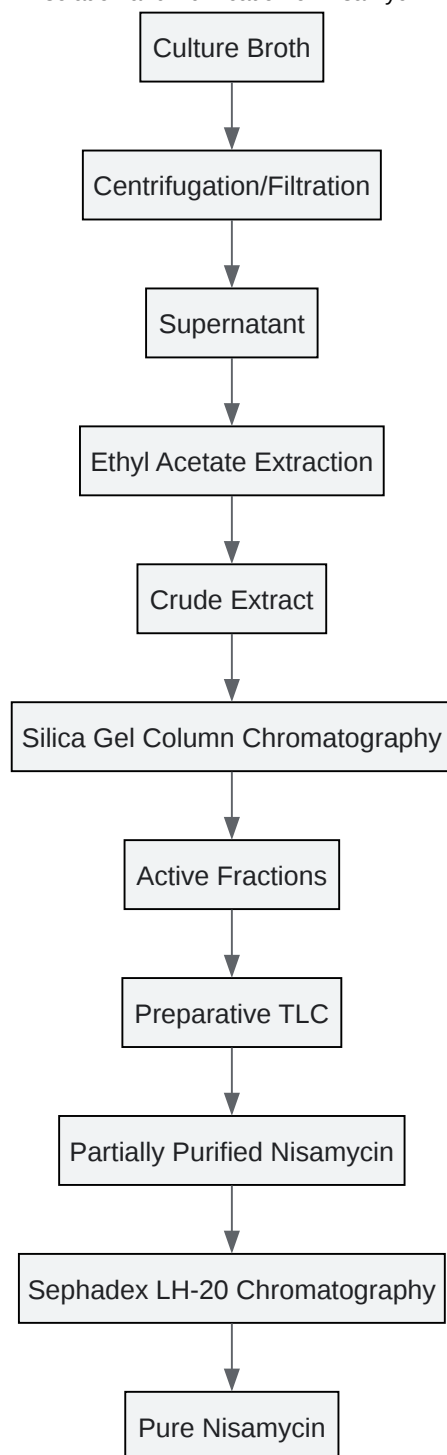 Culture Broth
Centrifugation/Filtration
Supernatant
Ethyl Acetate Extraction
Crude Extract
Silica Gel Column Chromatography
Active Fractions
Preparative TLC
Partially Purified Nisamycin
Sephadex LH-20 Chromatography
Pure Nisamycin